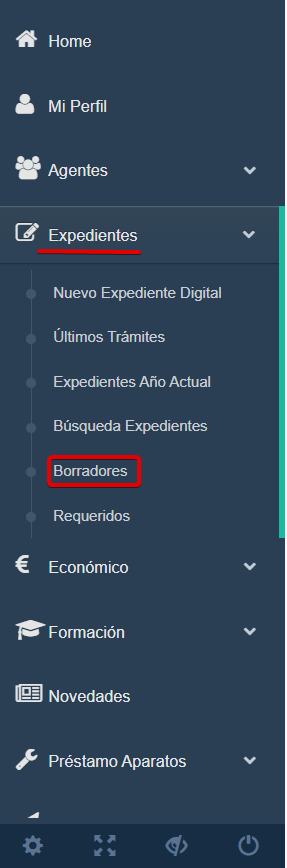 Home
Mi Perfil
Agentes
Expedientes
Nuevo Expediente Digital
Últimos Trámites
Expedientes Año Actual
Búsqueda Expedientes
Borradores
Requeridos
€ Económico
Formación
Novedades
Préstamo Aparatos